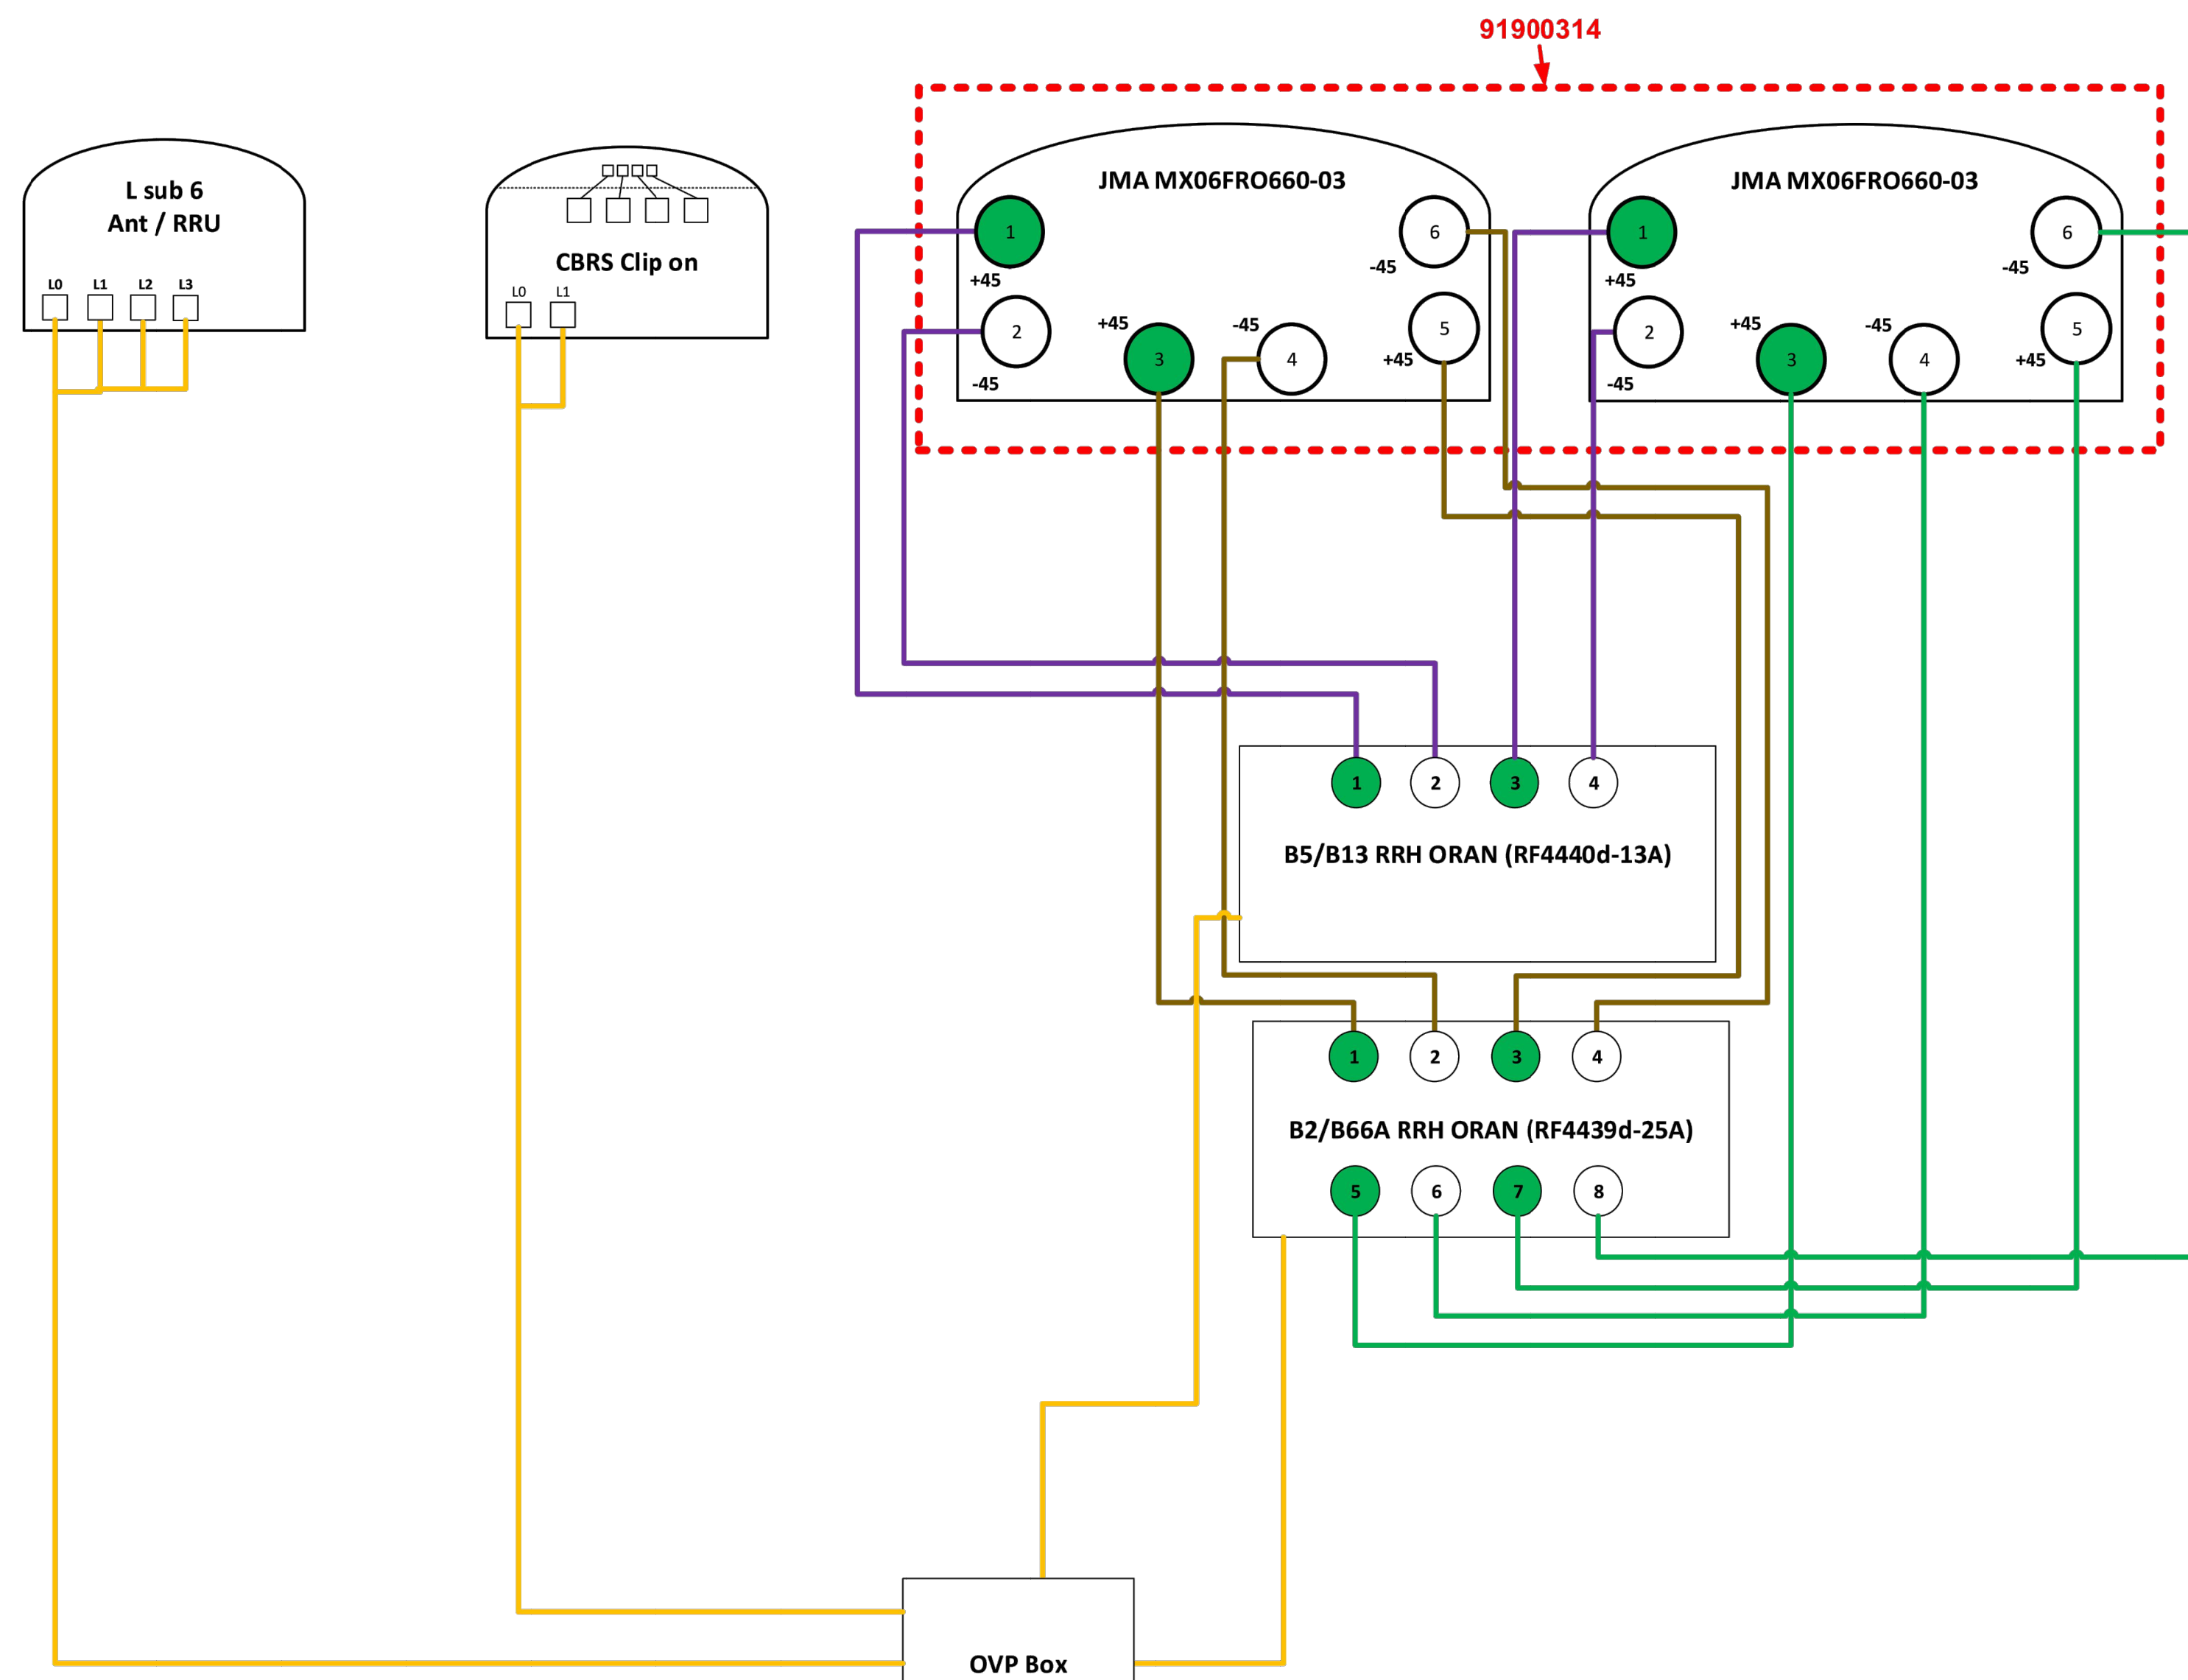 91900314
L sub 6
Ant / RRU
L0 L1 L2 L3
CBRS Clip on
L0 L1
JMA MX06FRO660-03
1
+45
2
-45
+45
3
-45
4
6
-45
5
+45
JMA MX06FRO660-03
1
+45
2
-45
+45
3
-45
4
6
-45
5
+45
1 2 3 4
B5/B13 RRH ORAN (RF4440d-13A)
1 2 3 4
B2/B66A RRH ORAN (RF4439d-25A)
5 6 7 8
OVP Box